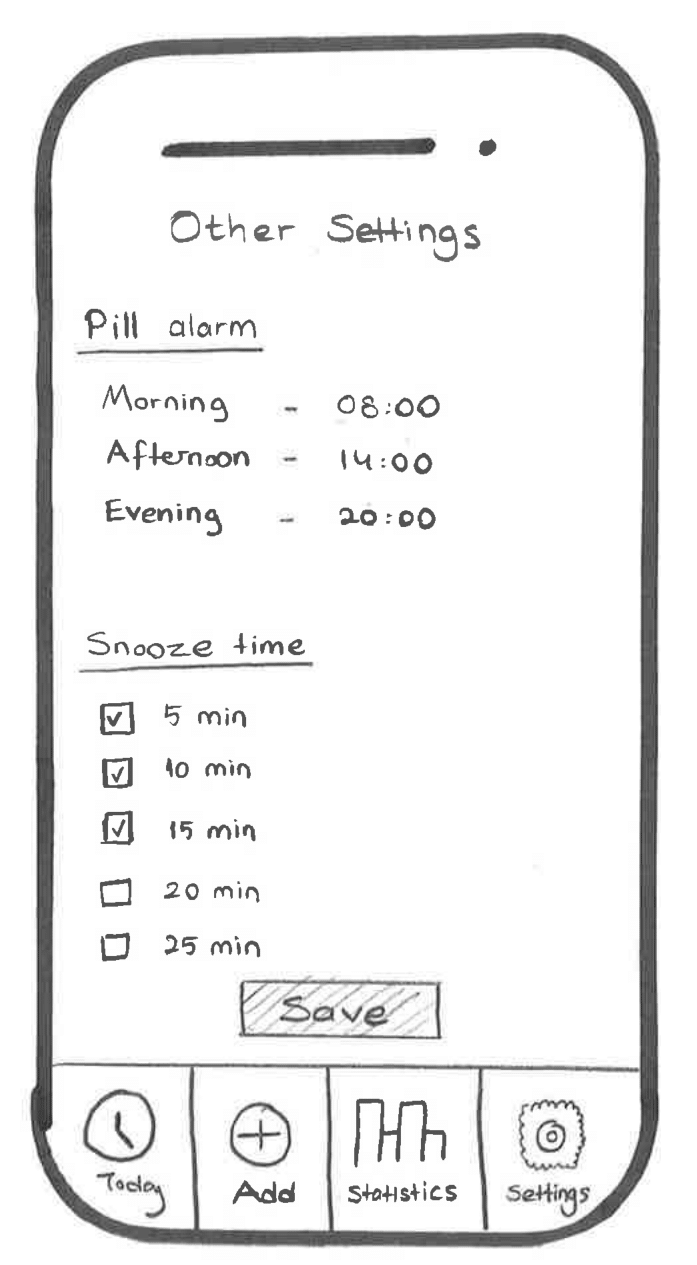 Other Settings
Pill alarm
Morning - 08:00
Afternoon - 14:00
Evening - 20:00
Snooze time
5 min
10 min
15 min
20 min
25 min
Save
Today
Add
Statistics
Settings